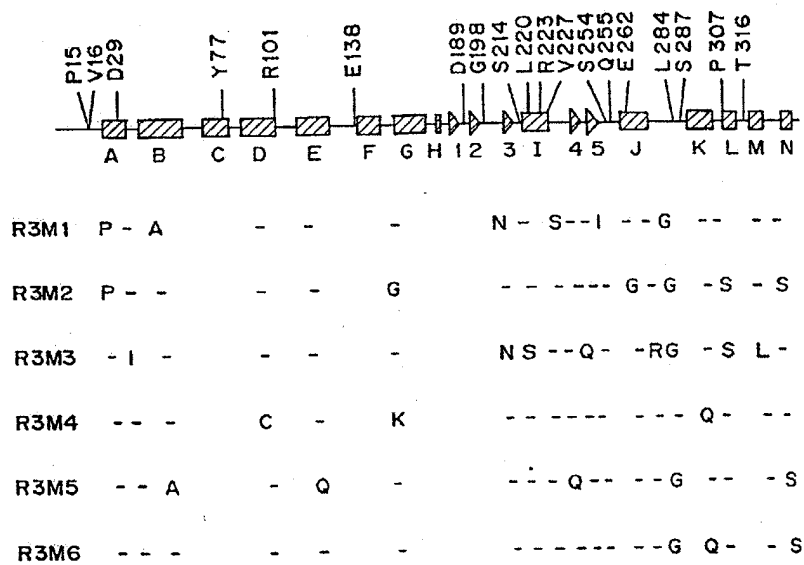 P15 V16 D29 Y77 R101 E138 D189 G198 S214 L220 R223 V227 S254 Q255 E262 L284 S287 P307 T316
A B C D E F G H 1 2 3 I 4 5 J K L M N
R3M1 P - A - - - N - S - - I - - G - - - -
R3M2 P - - - - G - - - - - - G - G - S - S
R3M3 - I - - - - N S - - Q - - R G - S L -
R3M4 - - - C - K - - - - - - - - - Q - - -
R3M5 - - A - Q - - - - Q - - - - G - - - S
R3M6 - - - - - - - - - - - - - - G Q - - S